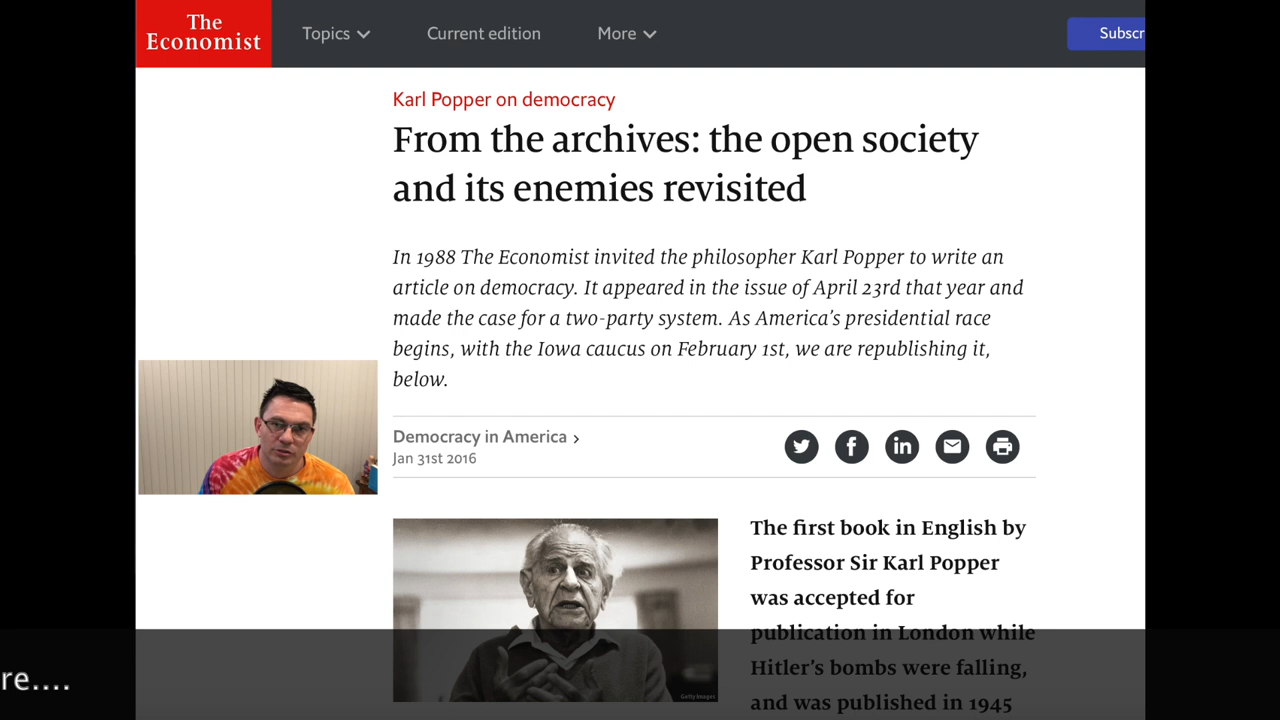 The
Economist
Topics
Current edition
More
Subscr
Karl Popper on democracy
From the archives: the open society
and its enemies revisited
In 1988 The Economist invited the philosopher Karl Popper to write an
article on democracy. It appeared in the issue of April 23rd that year and
made the case for a two-party system. As America's presidential race
begins, with the Iowa caucus on February 1st, we are republishing it,
below.
Democracy in America ›
Jan 31st 2016
The first book in English by
Professor Sir Karl Popper
was accepted for
publication in London while
Hitler's bombs were falling,
and was published in 1945
Getty Images
re....